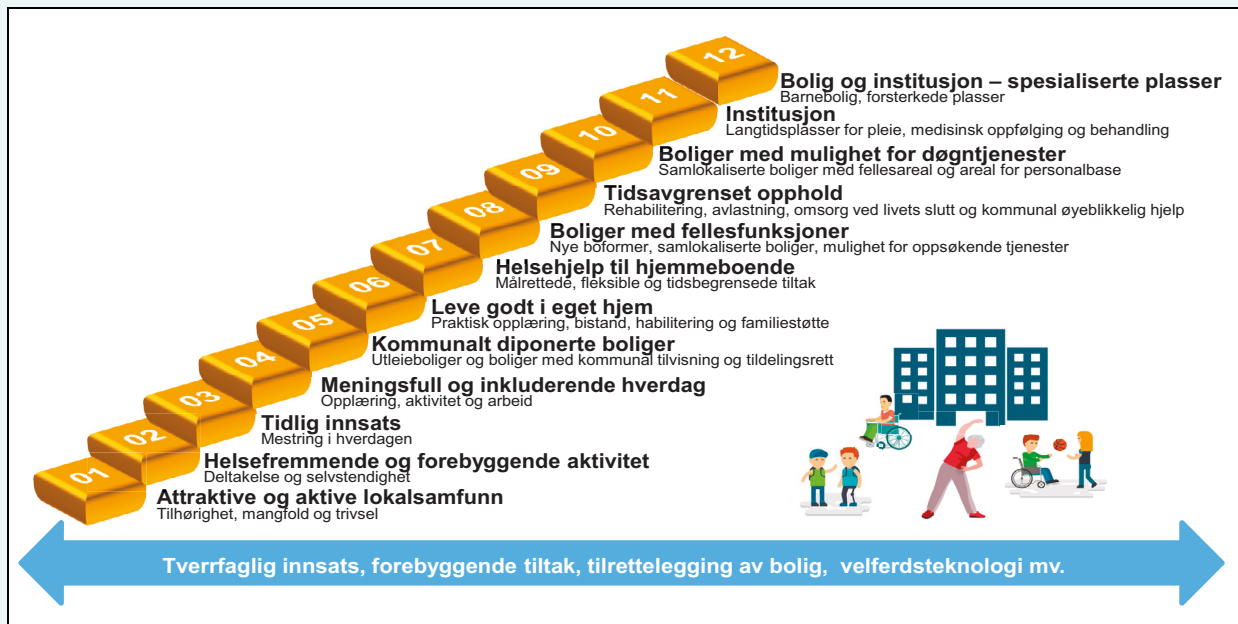 12
Bolig og institusjon – spesialiserte plasser
Barnebolig, forsterkede plasser
11
Institusjon
Langtidsplasser for pleie, medisinsk oppfølging og behandling
10
Boliger med mulighet for døgntjenester
Samlokaliserte boliger med fellesareal og areal for personalbase
09
Tidsavgrenset opphold
Rehabilitering, avlastning, omsorg ved livets slutt og kommunal øyeblikkelig hjelp
08
Boliger med fellesfunksjoner
Nye boformer, samlokaliserte boliger, mulighet for oppsøkende tjenester
07
Helsehjelp til hjemmeboende
Målrettede, fleksible og tidsbegrensede tiltak
06
Leve godt i eget hjem
Praktisk opplæring, bistand, habilitering og familiestøtte
05
Kommunalt diponerte boliger
Utleieboliger og boliger med kommunal tilvisning og tildelingsrett
04
Meningsfull og inkluderende hverdag
Opplæring, aktivitet og arbeid
03
Tidlig innsats
Mestring i hverdagen
02
Helsefremmende og forebyggende aktivitet
Deltakelse og selvstendighet
01
Attraktive og aktive lokalsamfunn
Tilhørighet, mangfold og trivsel
Tverrfaglig innsats, forebyggende tiltak, tilrettelegging av bolig, velferdsteknologi mv.